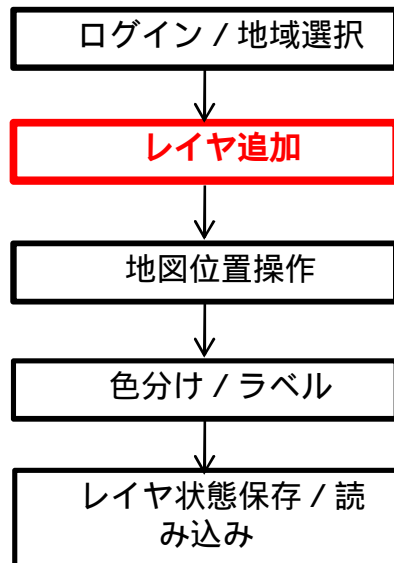 ログイン / 地域選択
レイヤ追加
地図位置操作
色分け / ラベル
レイヤ状態保存 / 読
み込み